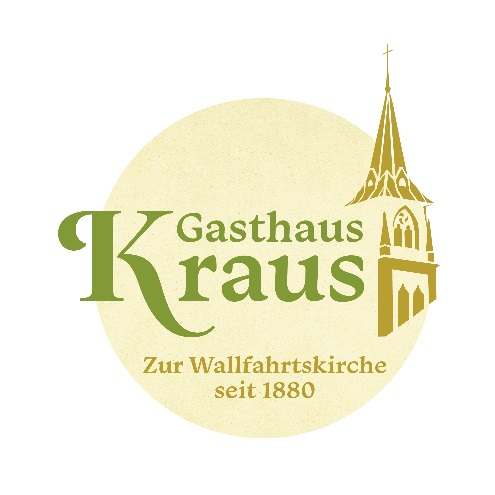 Gasthaus
Kraus
Zur Wallfahrtskirche
seit 1880